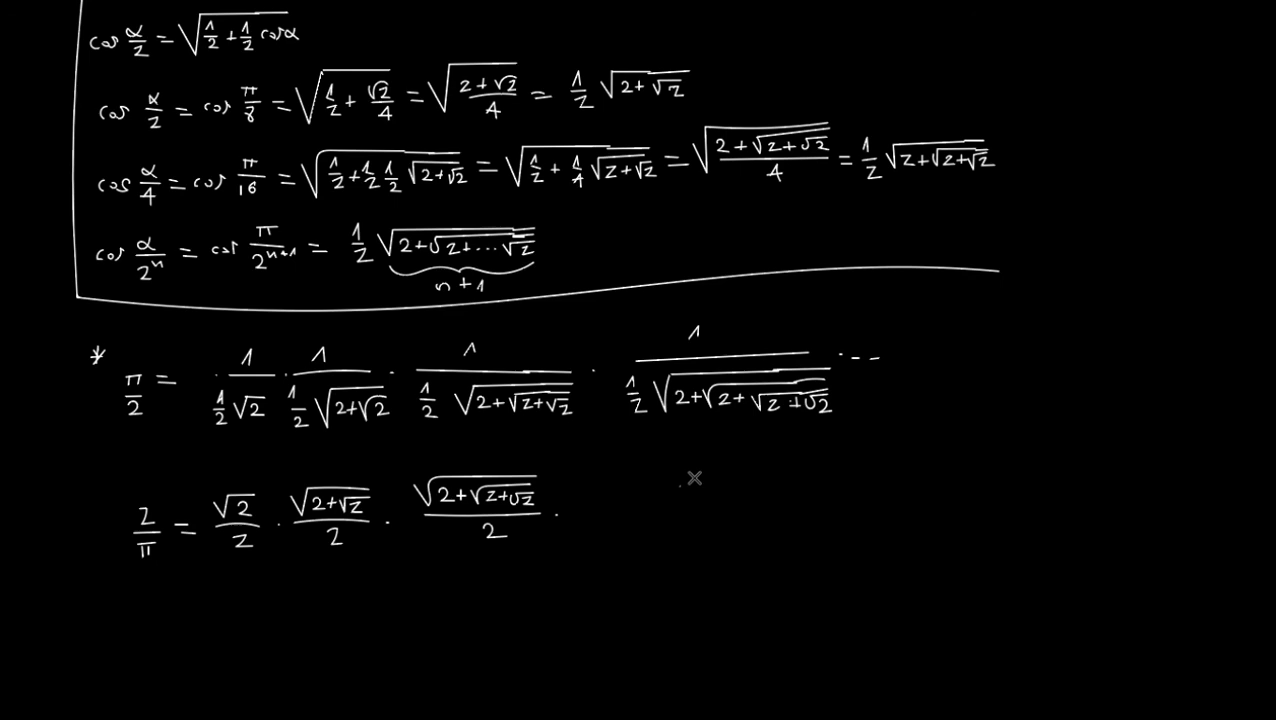 cos α/2 = √(1/2 + 1/2 cos α)
cos α/2 = cos π/8 = √(1/2 + √2/4) = √((2+√2)/4) = 1/2 √(2+√2)
cos α/4 = cos π/16 = √(1/2 + 1/2 1/2 √(2+√2)) = √(1/2 + 1/4 √(2+√2)) = √((2+√(2+√2))/4) = 1/2 √(2+√(2+√2))
cos α/2^n = cos π/2^(n+1) = 1/2 √(2+√(2+...√2))
n+1
* π/2 = · 1/(1/2 √2) · 1/(1/2 √(2+√2)) · 1/(1/2 √(2+√(2+√2))) · 1/(1/2 √(2+√(2+√(2+√2)))) ...
2/π = √2/2 · √(2+√2)/2 · √(2+√(2+√2))/2 ·